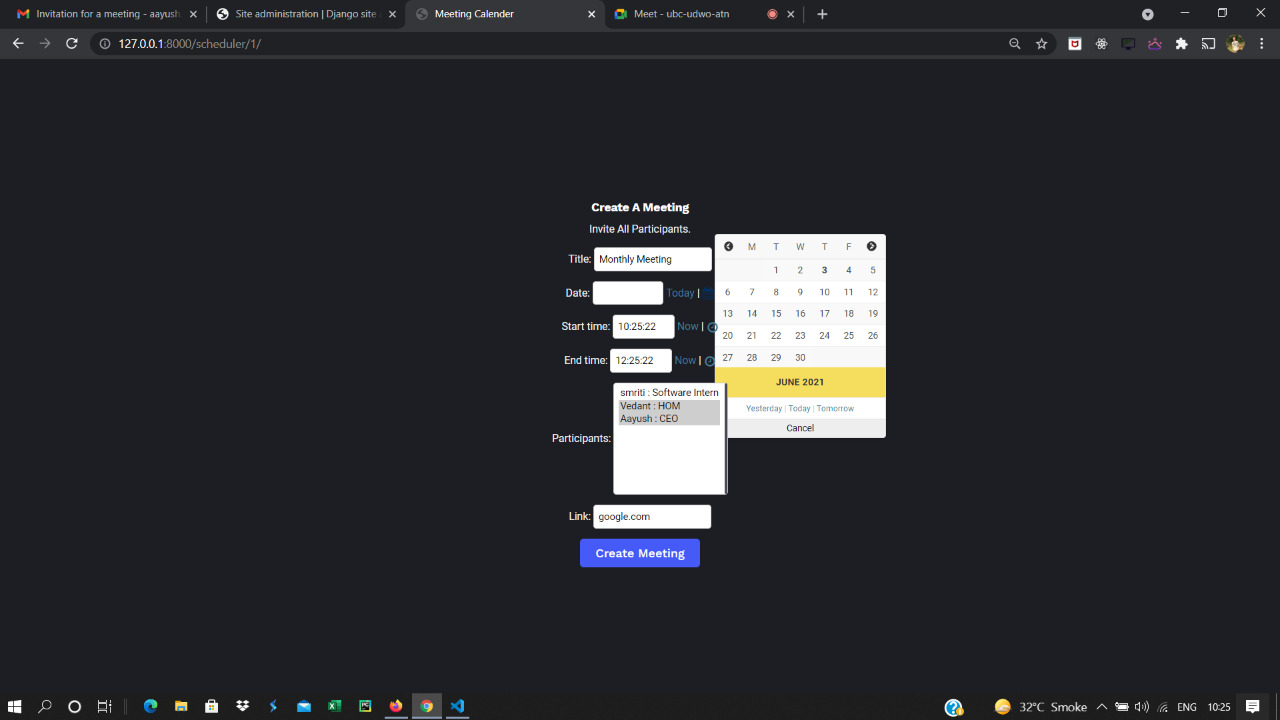 Invitation for a meeting - aayush
Site administration | Django site a
Meeting Calender
Meet - ubc-udwo-atn
127.0.0.1:8000/scheduler/1/
Create A Meeting
Invite All Participants.
Title: Monthly Meeting
Date: Today |
Start time: 10:25:22 Now |
End time: 12:25:22 Now |
Participants:
smriti : Software Intern
Vedant : HOM
Aayush : CEO
Link: google.com
Create Meeting
M T W T F
1 2 3 4 5
6 7 8 9 10 11 12
13 14 15 16 17 18 19
20 21 22 23 24 25 26
27 28 29 30
JUNE 2021
Yesterday | Today | Tomorrow
Cancel
32°C Smoke ENG 10:25